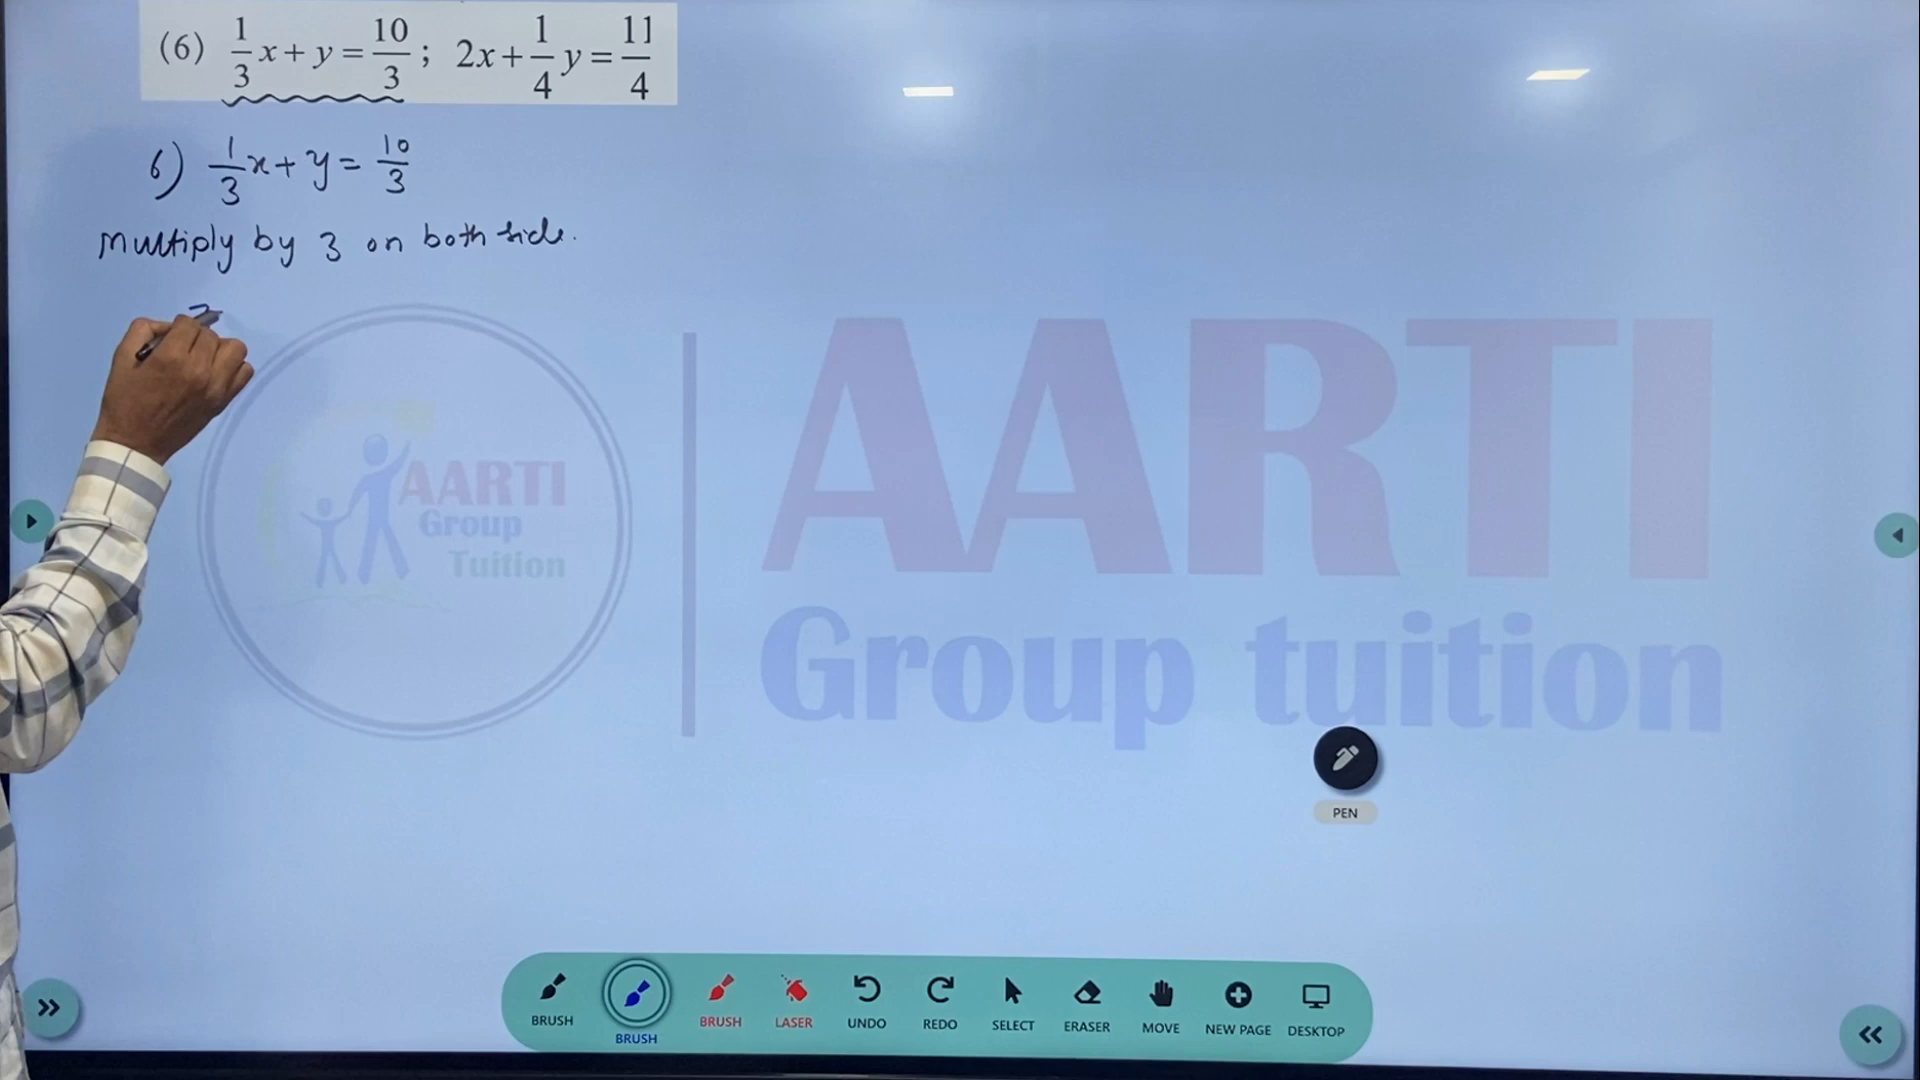 (6) 1/3 x + y = 10/3 ; 2x + 1/4 y = 11/4
6) 1/3 x + y = 10/3
Multiply by 3 on both side.
AARTI
Group
Tuition
AARTI
Group tuition
PEN
BRUSH
BRUSH
BRUSH
LASER
UNDO
REDO
SELECT
ERASER
MOVE
NEW PAGE
DESKTOP